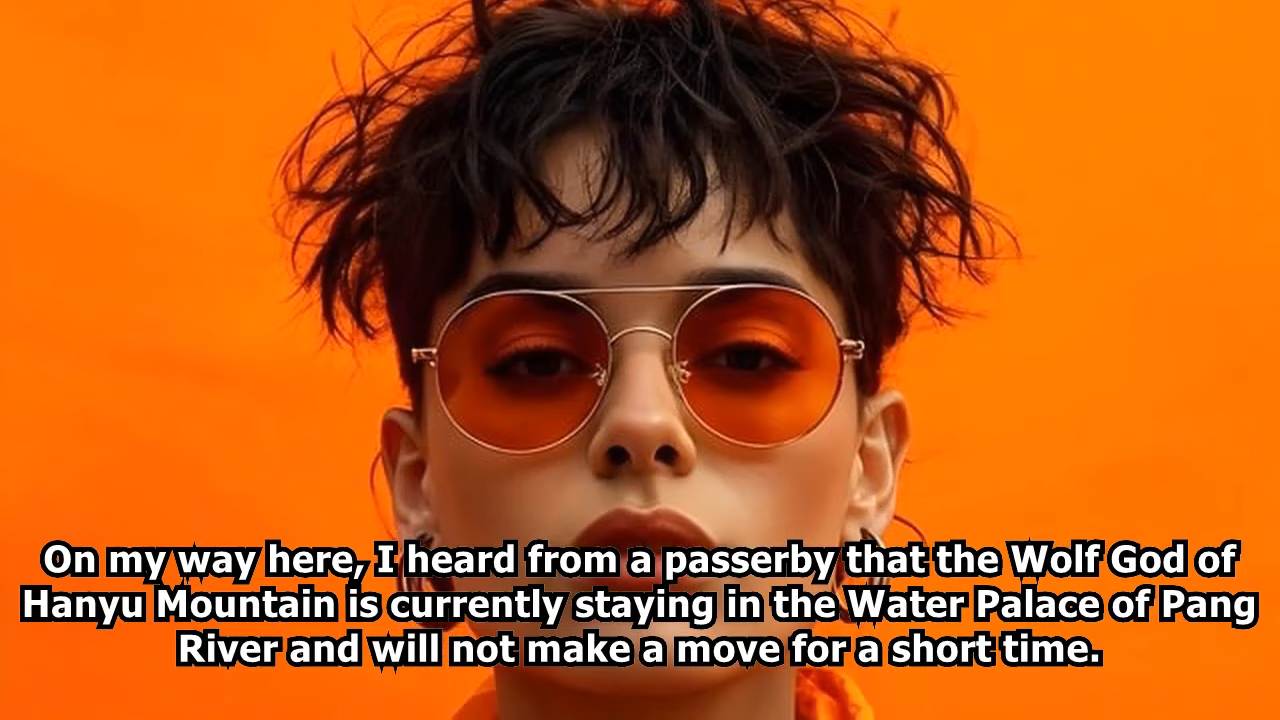 On my way here, I heard from a passerby that the Wolf God of
Hanyu Mountain is currently staying in the Water Palace of Pang
River and will not make a move for a short time.